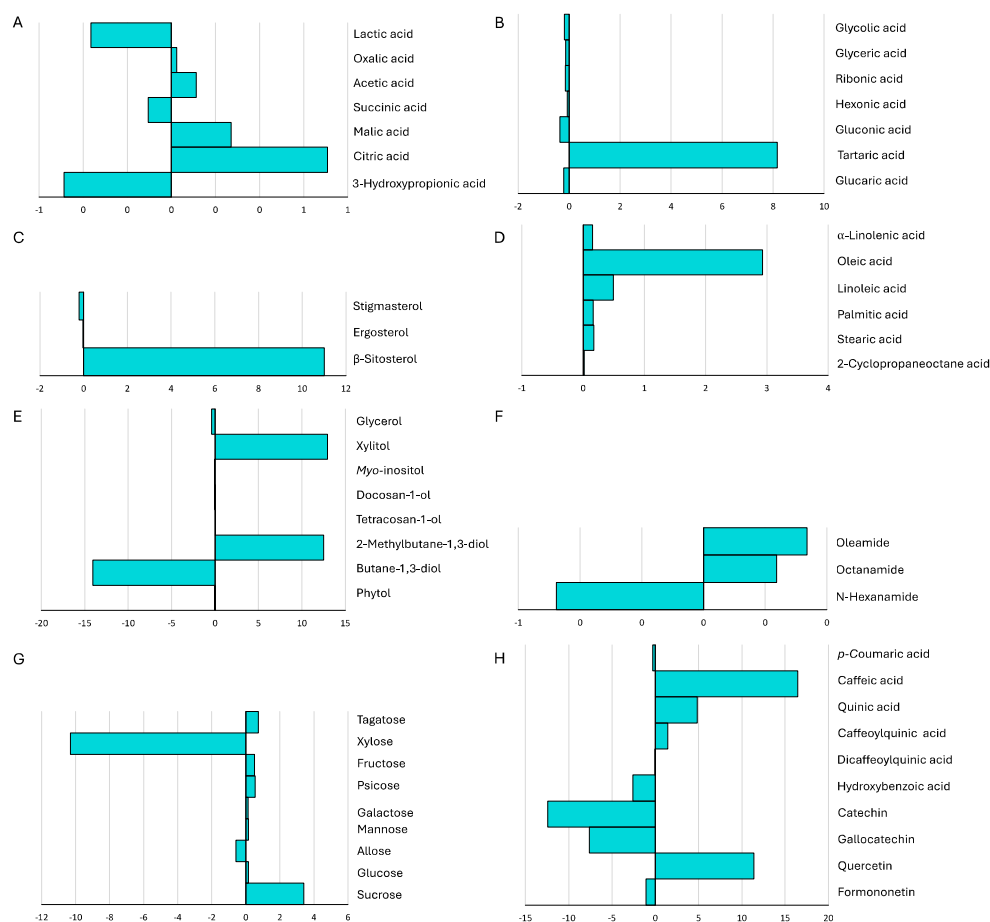 A
Lactic acid
Oxalic acid
Acetic acid
Succinic acid
Malic acid
Citric acid
3-Hydroxypropionic acid
-1 0 0 0 0 0 1 1
B
Glycolic acid
Glyceric acid
Ribonic acid
Hexonic acid
Gluconic acid
Tartaric acid
Glucaric acid
-2 0 2 4 6 8 10
C
Stigmasterol
Ergosterol
β-Sitosterol
-2 0 2 4 6 8 10 12
D
α-Linolenic acid
Oleic acid
Linoleic acid
Palmitic acid
Stearic acid
2-Cyclopropaneoctane acid
-1 0 1 2 3 4
E
Glycerol
Xylitol
Myo-inositol
Docosan-1-ol
Tetracosan-1-ol
2-Methylbutane-1,3-diol
Butane-1,3-diol
Phytol
-20 -15 -10 -5 0 5 10 15
F
Oleamide
Octanamide
N-Hexanamide
-1 0 0 0 0 0
G
Tagatose
Xylose
Fructose
Psicose
Galactose
Mannose
Allose
Glucose
Sucrose
-12 -10 -8 -6 -4 -2 0 2 4 6
H
p-Coumaric acid
Caffeic acid
Quinic acid
Caffeoylquinic acid
Dicaffeoylquinic acid
Hydroxybenzoic acid
Catechin
Gallocatechin
Quercetin
Formononetin
-15 -10 -5 0 5 10 15 20